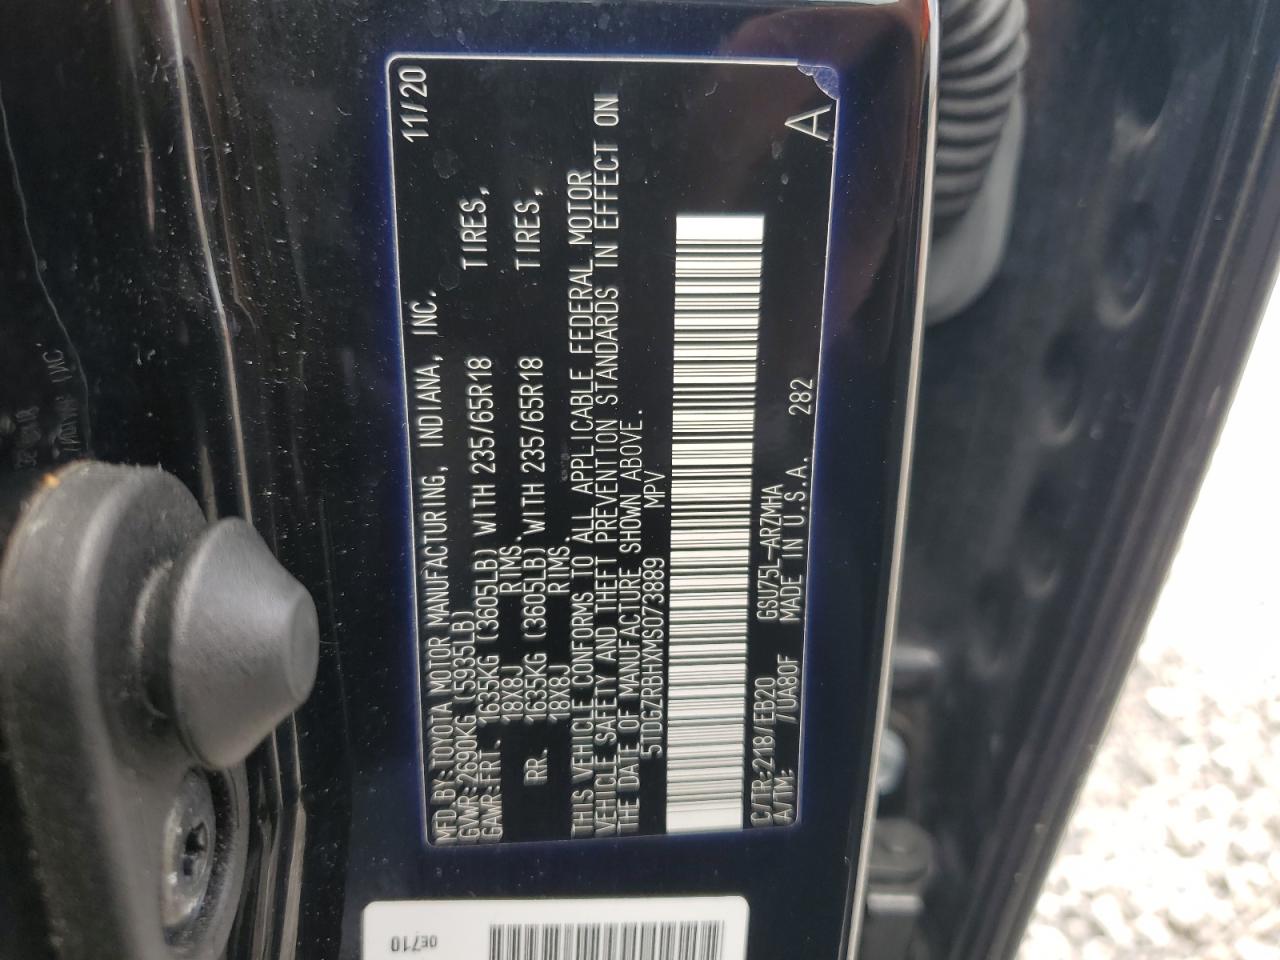 MFD.BY: TOYOTA MOTOR MANUFACTURING, INDIANA, INC. 11/20
GVWR: 2690KG (5935LB)
GAWR:FRT. 1635KG (3605LB) WITH 235/65R18 TIRES,
18X8J RIMS.
RR. 1635KG (3605LB) WITH 235/65R18 TIRES,
18X8J RIMS.
THIS VEHICLE CONFORMS TO ALL APPLICABLE FEDERAL MOTOR
VEHICLE SAFETY AND THEFT PREVENTION STANDARDS IN EFFECT ON
THE DATE OF MANUFACTURE SHOWN ABOVE.
5TDGZRBHXMS073889 MPV
C/TR:218/EB20 GSU75L-ARZMHA
A/TM: /UA80F MADE IN U.S.A. 282
A
0E710